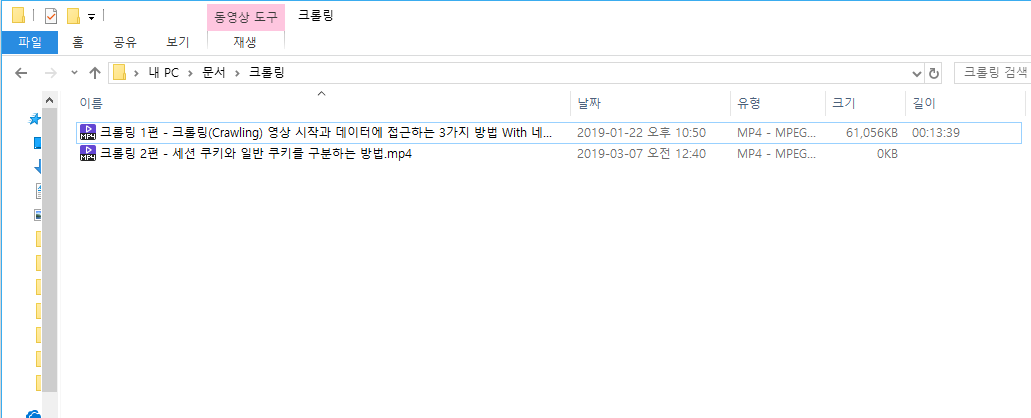 동영상 도구 크롤링
파일 홈 공유 보기 재생
내 PC > 문서 > 크롤링 크롤링 검색
이름 날짜 유형 크기 길이
크롤링 1편 - 크롤링(Crawling) 영상 시작과 데이터에 접근하는 3가지 방법 With 네... 2019-01-22 오후 10:50 MP4 - MPEG... 61,056KB 00:13:39
크롤링 2편 - 세션 쿠키와 일반 쿠키를 구분하는 방법.mp4 2019-03-07 오전 12:40 MP4 - MPEG... 0KB